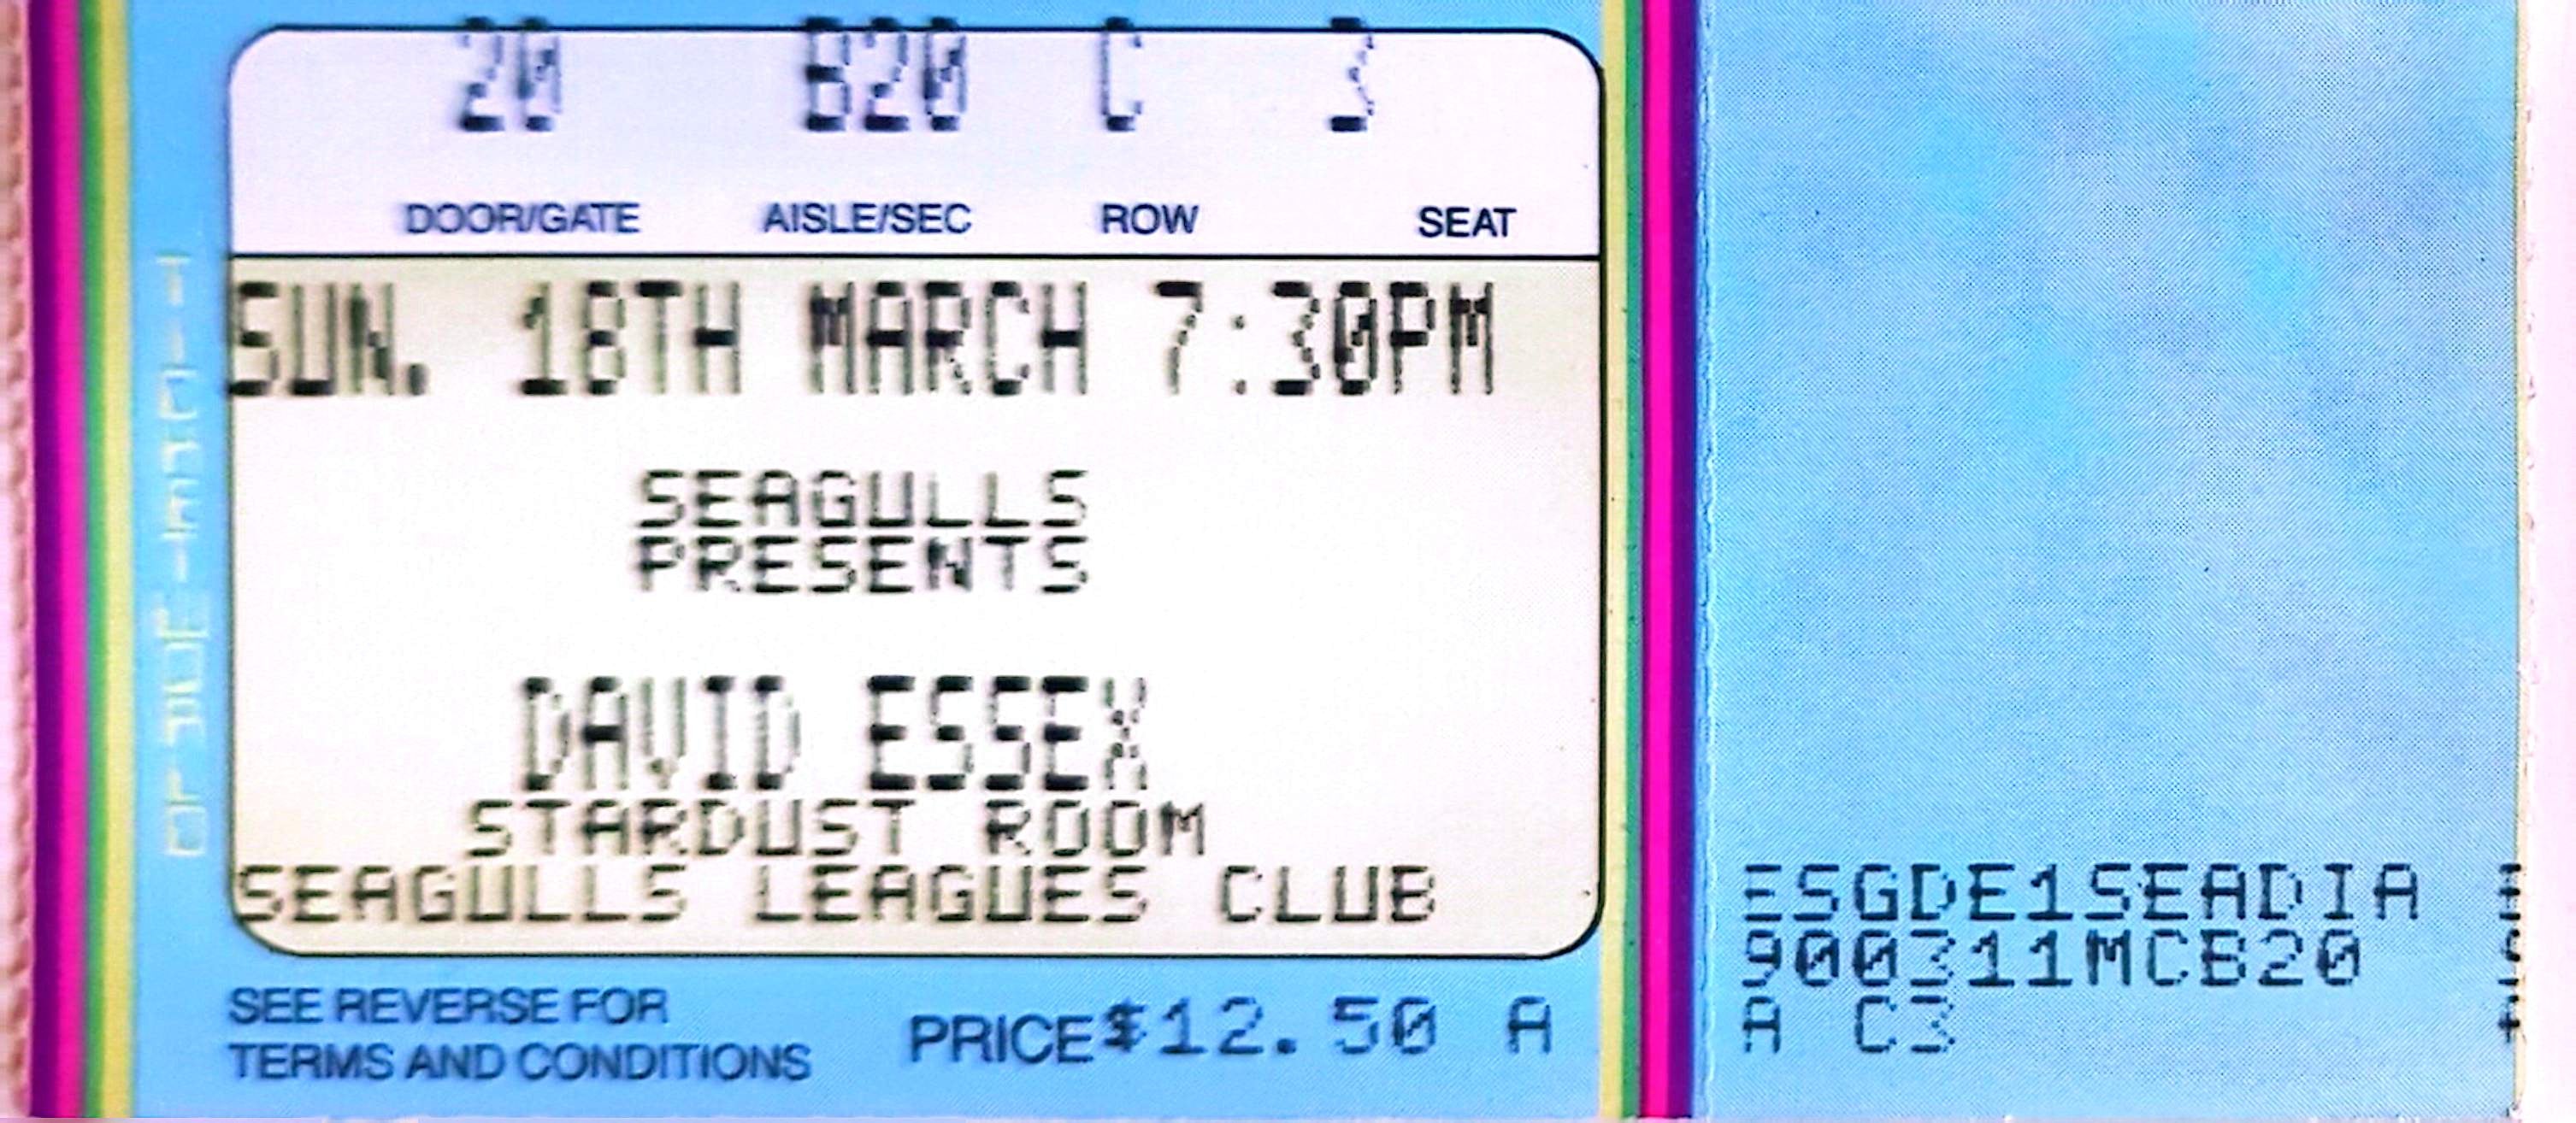 20 B20 C 3
DOOR/GATE AISLE/SEC ROW SEAT
SUN. 18TH MARCH 7:30PM
SEAGULLS
PRESENTS
DAVID ESSEX
STARDUST ROOM
SEAGULLS LEAGUES CLUB
SEE REVERSE FOR
TERMS AND CONDITIONS
PRICE $12.50 A
ESGDE1SEADIA
900311MCB20
A C3